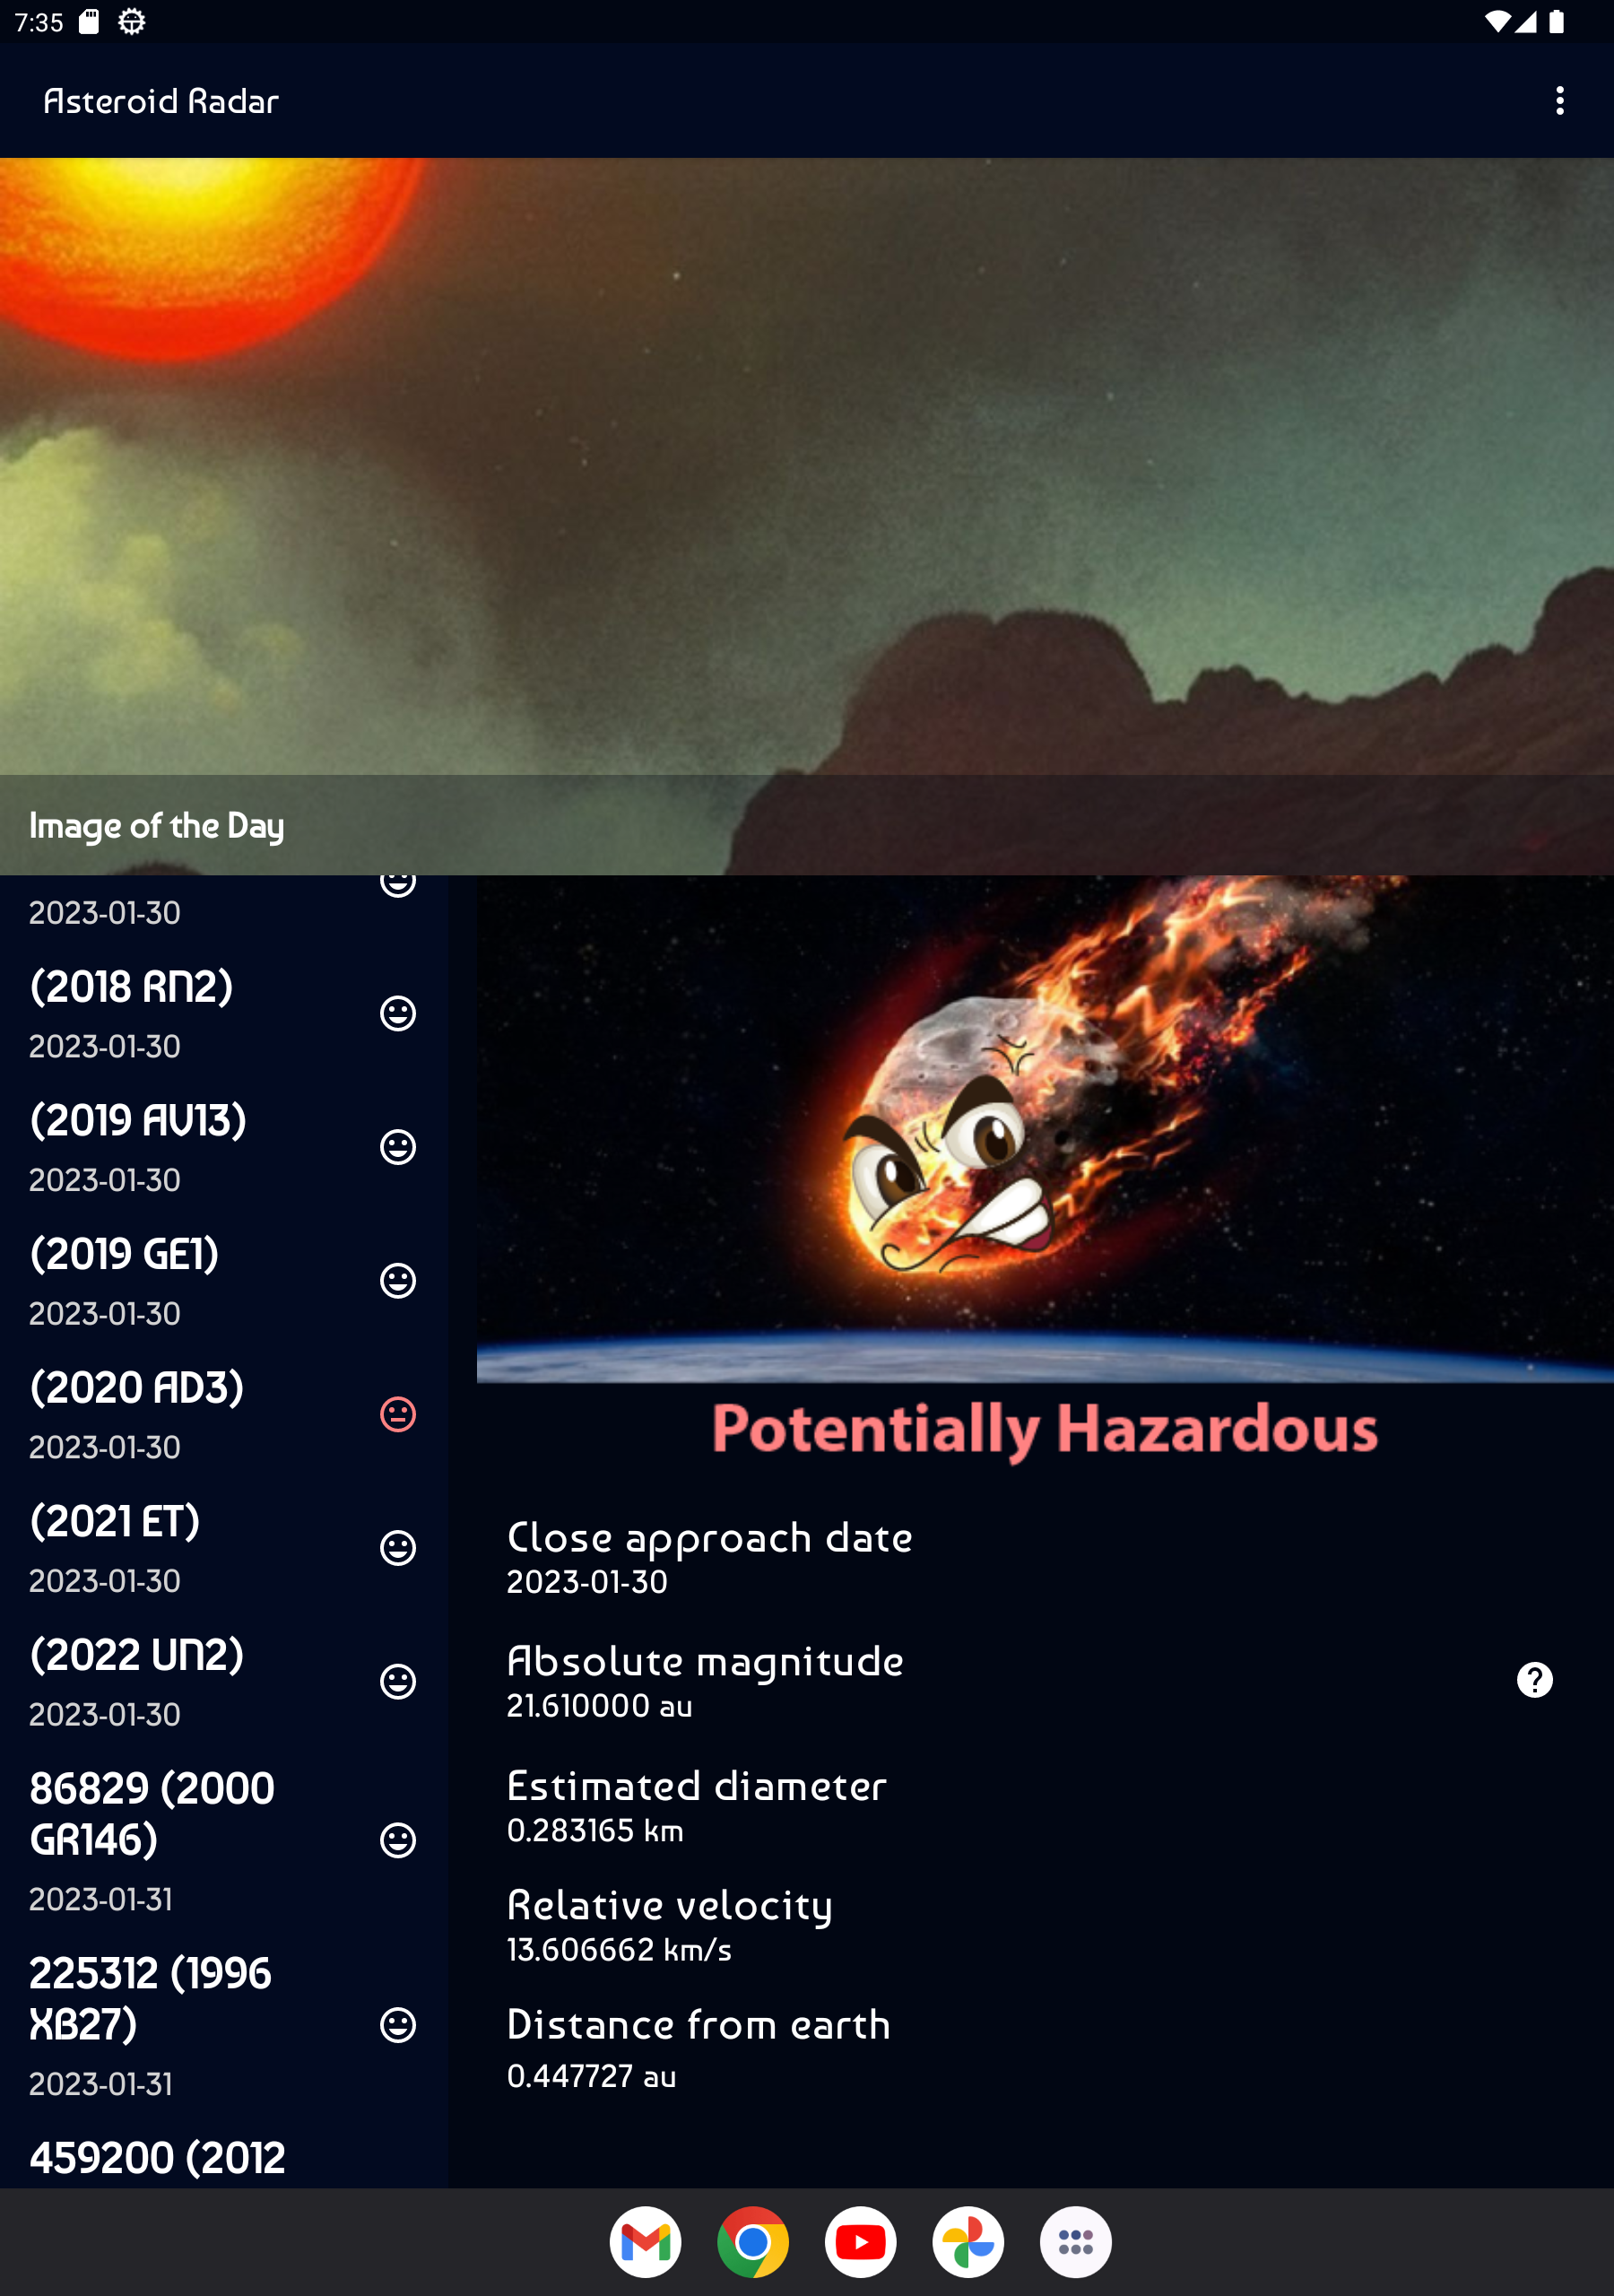 7:35
Asteroid Radar
Image of the Day
2023-01-30
(2018 RN2)
2023-01-30
(2019 AV13)
2023-01-30
(2019 GE1)
2023-01-30
(2020 AD3)
2023-01-30
(2021 ET)
2023-01-30
(2022 UN2)
2023-01-30
86829 (2000
GR146)
2023-01-31
225312 (1996
XB27)
2023-01-31
459200 (2012
Potentially Hazardous
Close approach date
2023-01-30
Absolute magnitude
21.610000 au
?
Estimated diameter
0.283165 km
Relative velocity
13.606662 km/s
Distance from earth
0.447727 au